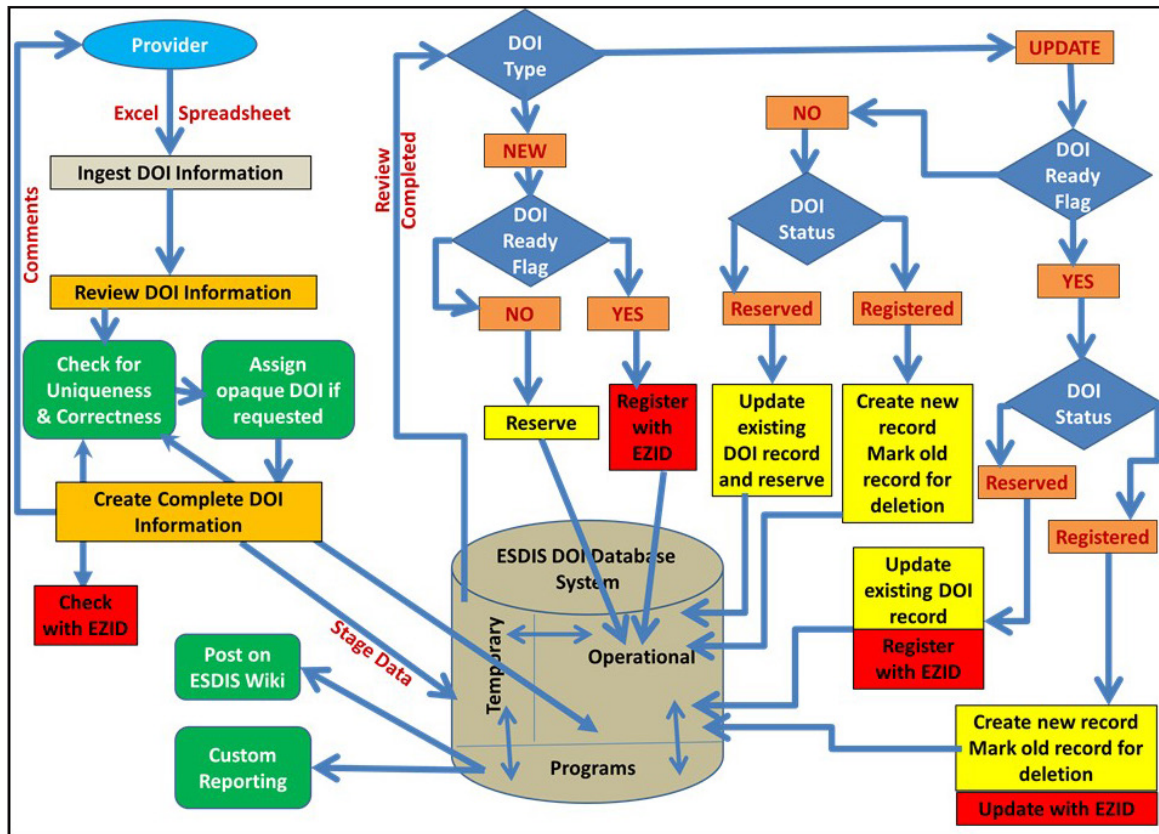 Provider
Excel Spreadsheet
Ingest DOI Information
Comments
Review DOI Information
Check for
Uniqueness
& Correctness
Assign
opaque DOI if
requested
Create Complete DOI
Information
Check
with EZID
Stage Data
Post on
ESDIS Wiki
Custom
Reporting
Review
Completed
DOI
Type
NEW
DOI
Ready
Flag
NO
YES
Reserve
Register
with
EZID
UPDATE
DOI
Ready
Flag
NO
DOI
Status
Reserved
Registered
Update
existing
DOI record
and reserve
Create new
record
Mark old
record for
deletion
YES
DOI
Status
Reserved
Registered
Update
existing DOI
record
Register
with EZID
Create new record
Mark old record for
deletion
Update with EZID
ESDIS DOI Database
System
Temporary
Operational
Programs